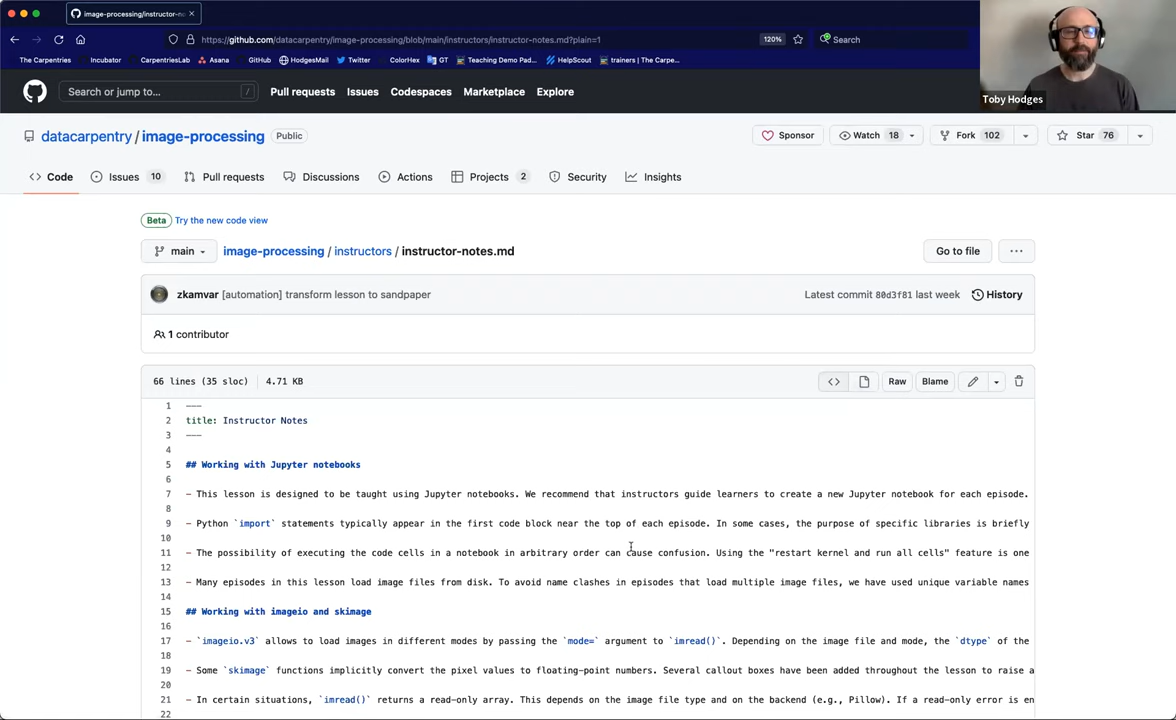 image-processing/instructor-no
https://github.com/datacarpentry/image-processing/blob/main/instructors/instructor-notes.md?plain=1
120%
Search
The Carpentries
Incubator
CarpentriesLab
Asana
GitHub
HodgesMail
Twitter
ColorHex
GT
Teaching Demo Pad...
HelpScout
trainers | The Carpe...
Toby Hodges
Search or jump to...
/
Pull requests
Issues
Codespaces
Marketplace
Explore
datacarpentry / image-processing
Public
Sponsor
Watch 18
Fork 102
Star 76
Code
Issues 10
Pull requests
Discussions
Actions
Projects 2
Security
Insights
Beta Try the new code view
main
image-processing / instructors / instructor-notes.md
Go to file
...
zkamvar [automation] transform lesson to sandpaper
Latest commit 80d3f81 last week
History
1 contributor
66 lines (35 sloc) | 4.71 KB
<>
Raw
Blame
1 ---
2 title: Instructor Notes
3 ---
4
5 ## Working with Jupyter notebooks
6
7 - This lesson is designed to be taught using Jupyter notebooks. We recommend that instructors guide learners to create a new Jupyter notebook for each episode.
8
9 - Python `import` statements typically appear in the first code block near the top of each episode. In some cases, the purpose of specific libraries is briefly
10
11 - The possibility of executing the code cells in a notebook in arbitrary order can cause confusion. Using the "restart kernel and run all cells" feature is one
12
13 - Many episodes in this lesson load image files from disk. To avoid name clashes in episodes that load multiple image files, we have used unique variable names
14
15 ## Working with imageio and skimage
16
17 - `imageio.v3` allows to load images in different modes by passing the `mode=` argument to `imread()`. Depending on the image file and mode, the `dtype` of the
18
19 - Some `skimage` functions implicitly convert the pixel values to floating-point numbers. Several callout boxes have been added throughout the lesson to raise a
20
21 - In certain situations, `imread()` returns a read-only array. This depends on the image file type and on the backend (e.g., Pillow). If a read-only error is en
22